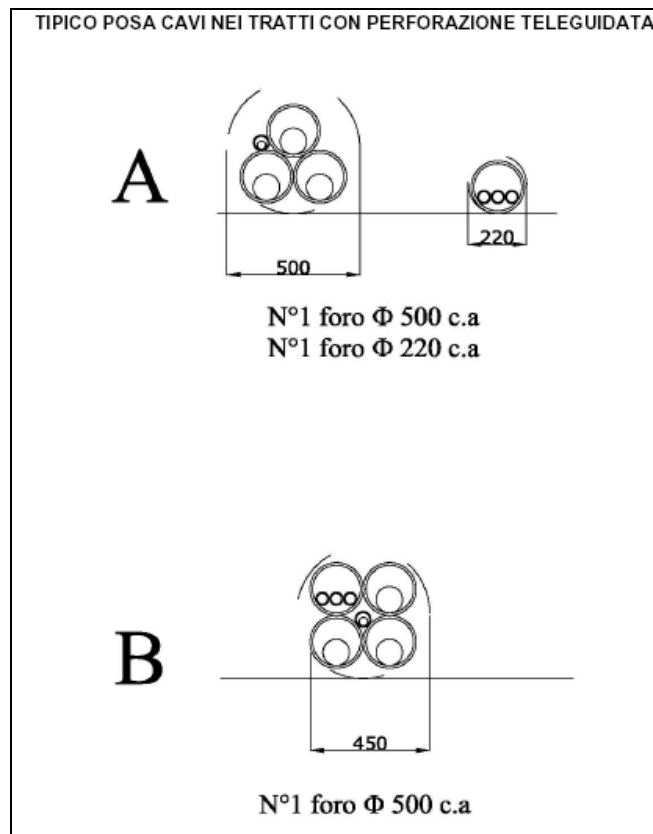 TIPICO POSA CAVI NEI TRATTI CON PERFORAZIONE TELEGUIDATA
A
500
220
N°1 foro Φ 500 c.a
N°1 foro Φ 220 c.a
B
450
N°1 foro Φ 500 c.a